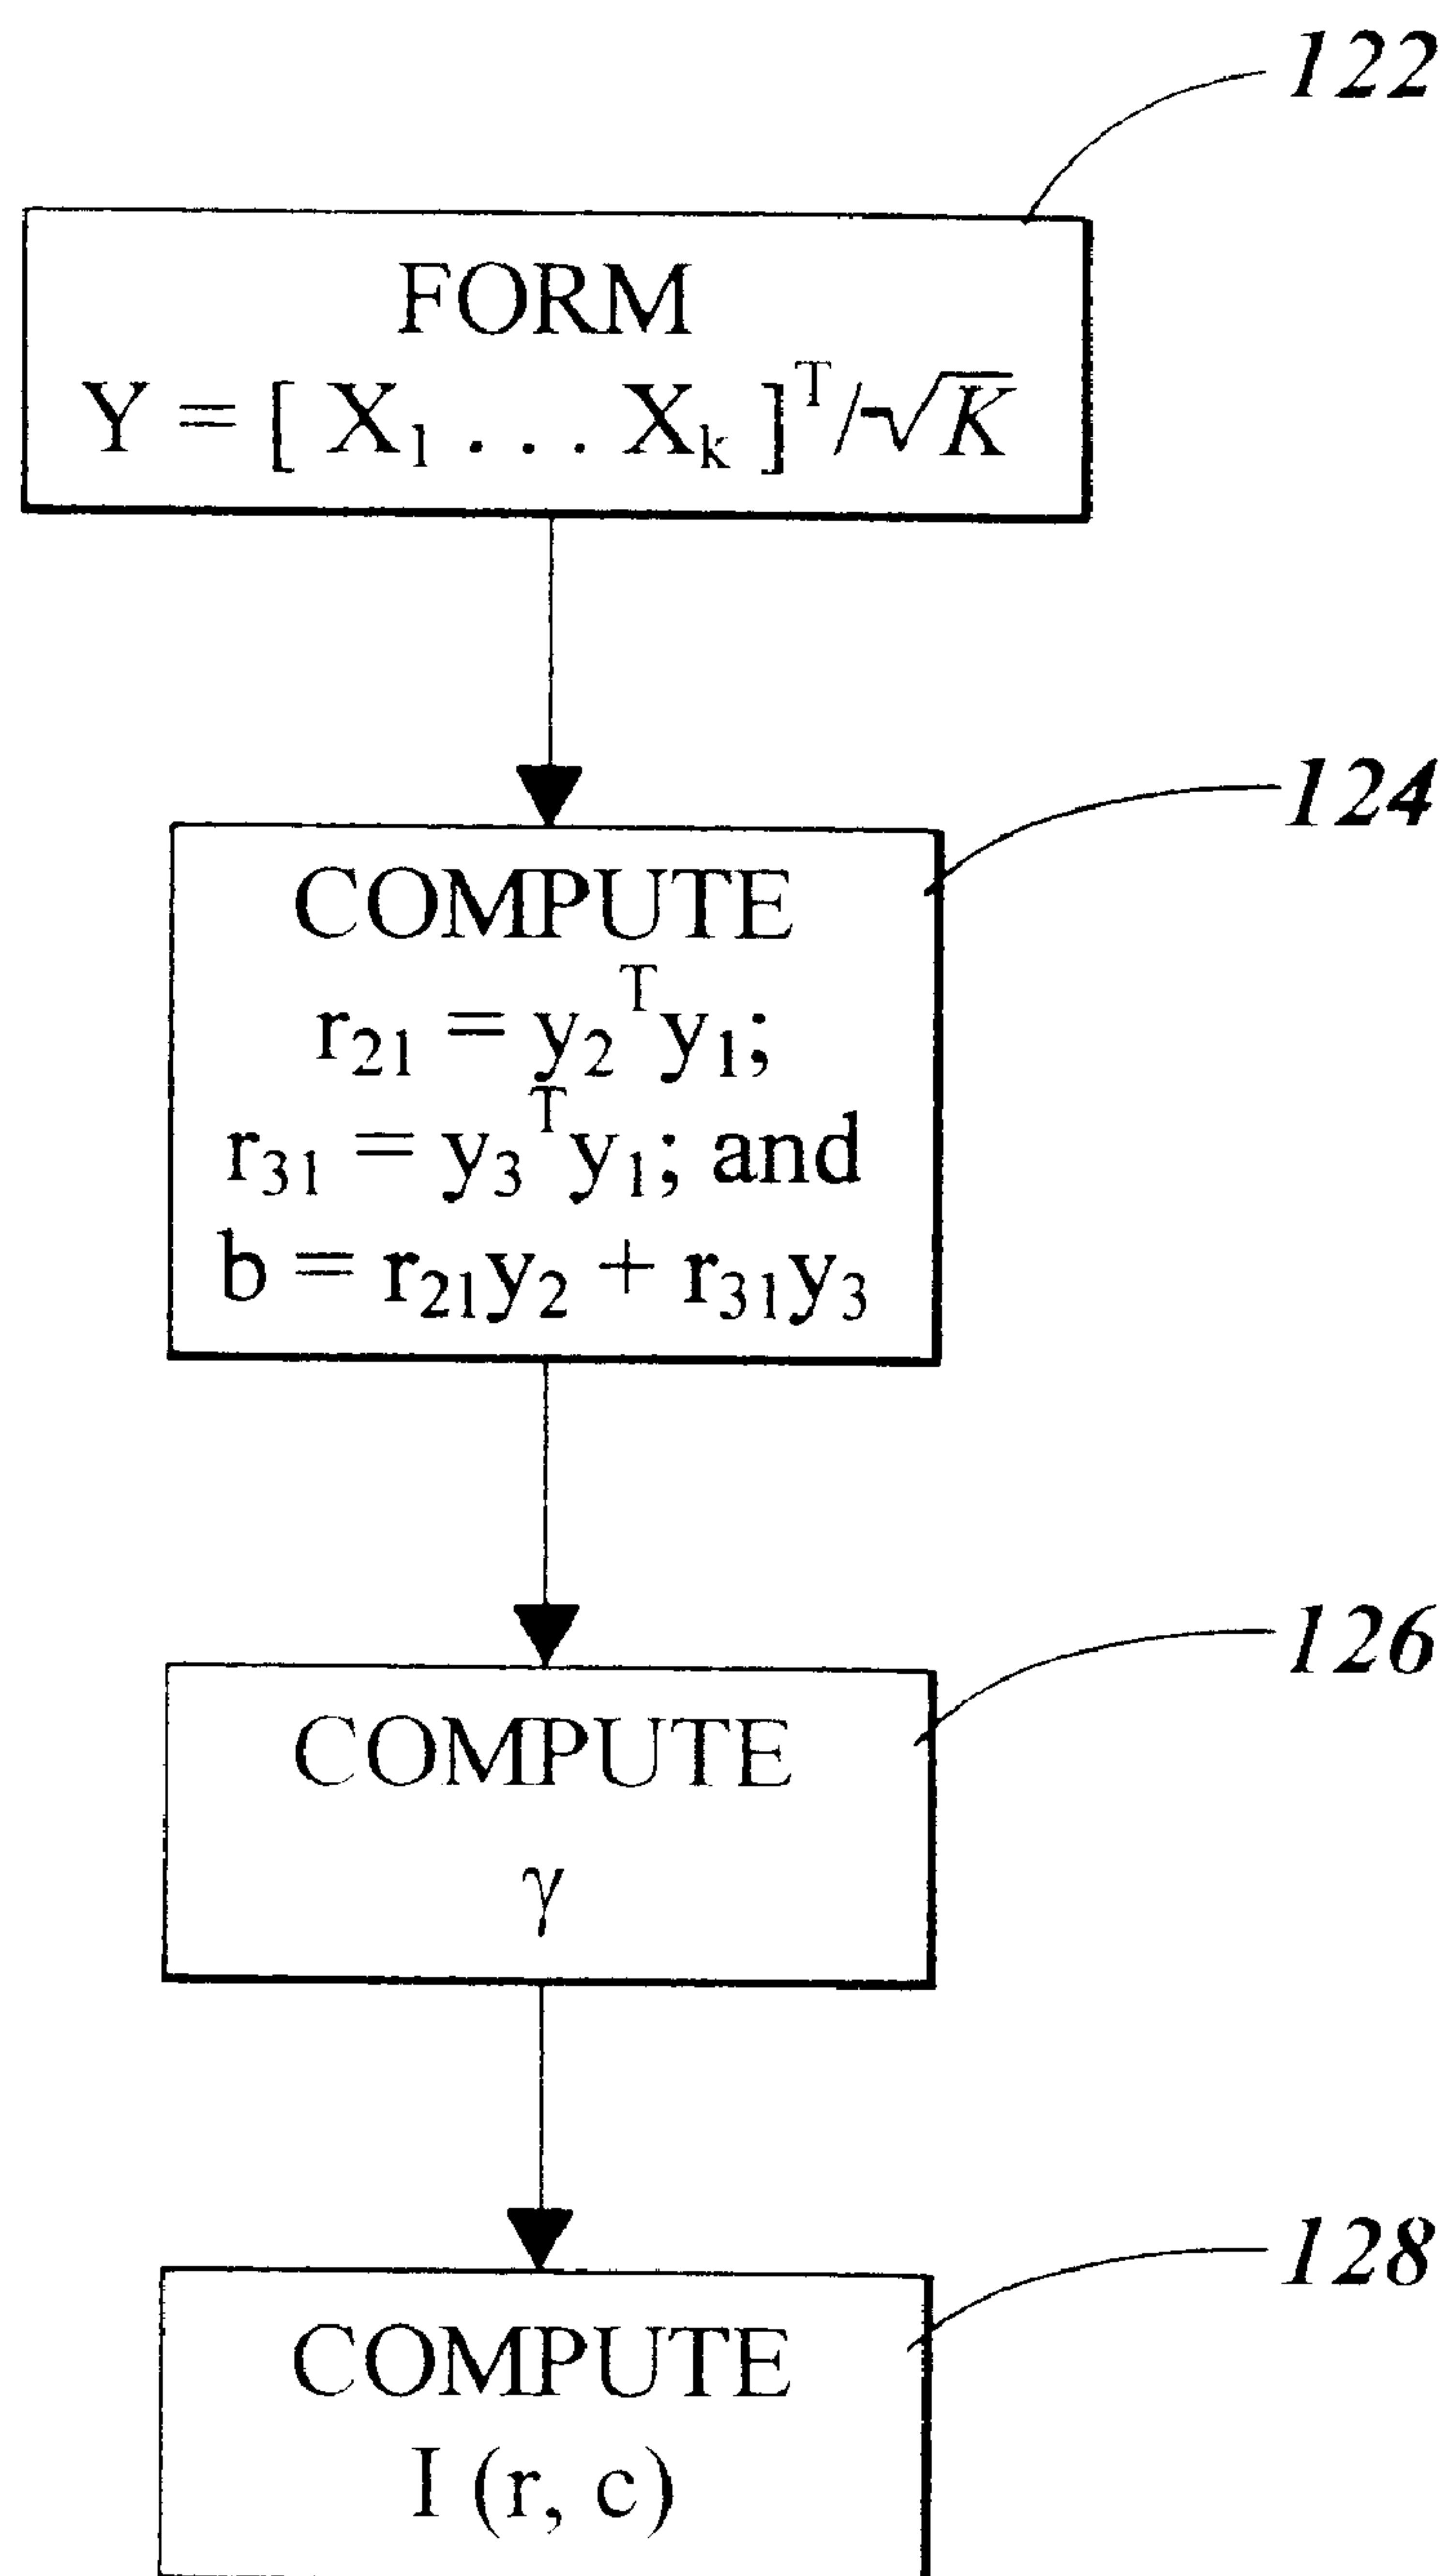 122
FORM
Y = [ X₁ . . . Xₖ ]ᵀ/√K
124
COMPUTE
r₂₁ = y₂ᵀy₁;
r₃₁ = y₃ᵀy₁; and
b = r₂₁y₂ + r₃₁y₃
126
COMPUTE
γ
128
COMPUTE
I (r, c)